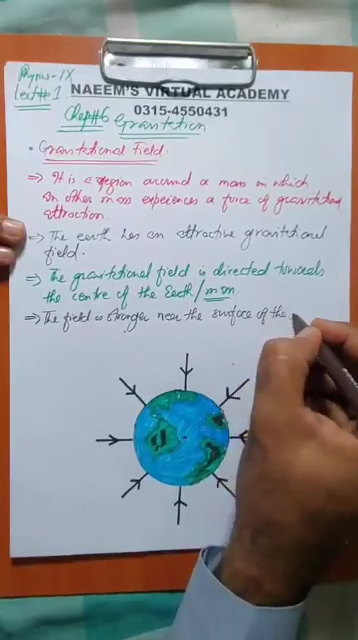 Physics-IX
Lect# 1
NAEEM'S VIRTUAL ACADEMY
0315-4550431
Chap#6 Gravitation
• Gravitational Field.
⇒ It is a region around a mass in which
an other mass experiences a force of gravitational
attraction.
⇒ The earth has an attractive gravitational
field.
⇒ The gravitational field is directed towards
the centre of the Earth/
⇒ The field is stronger near the surface of the